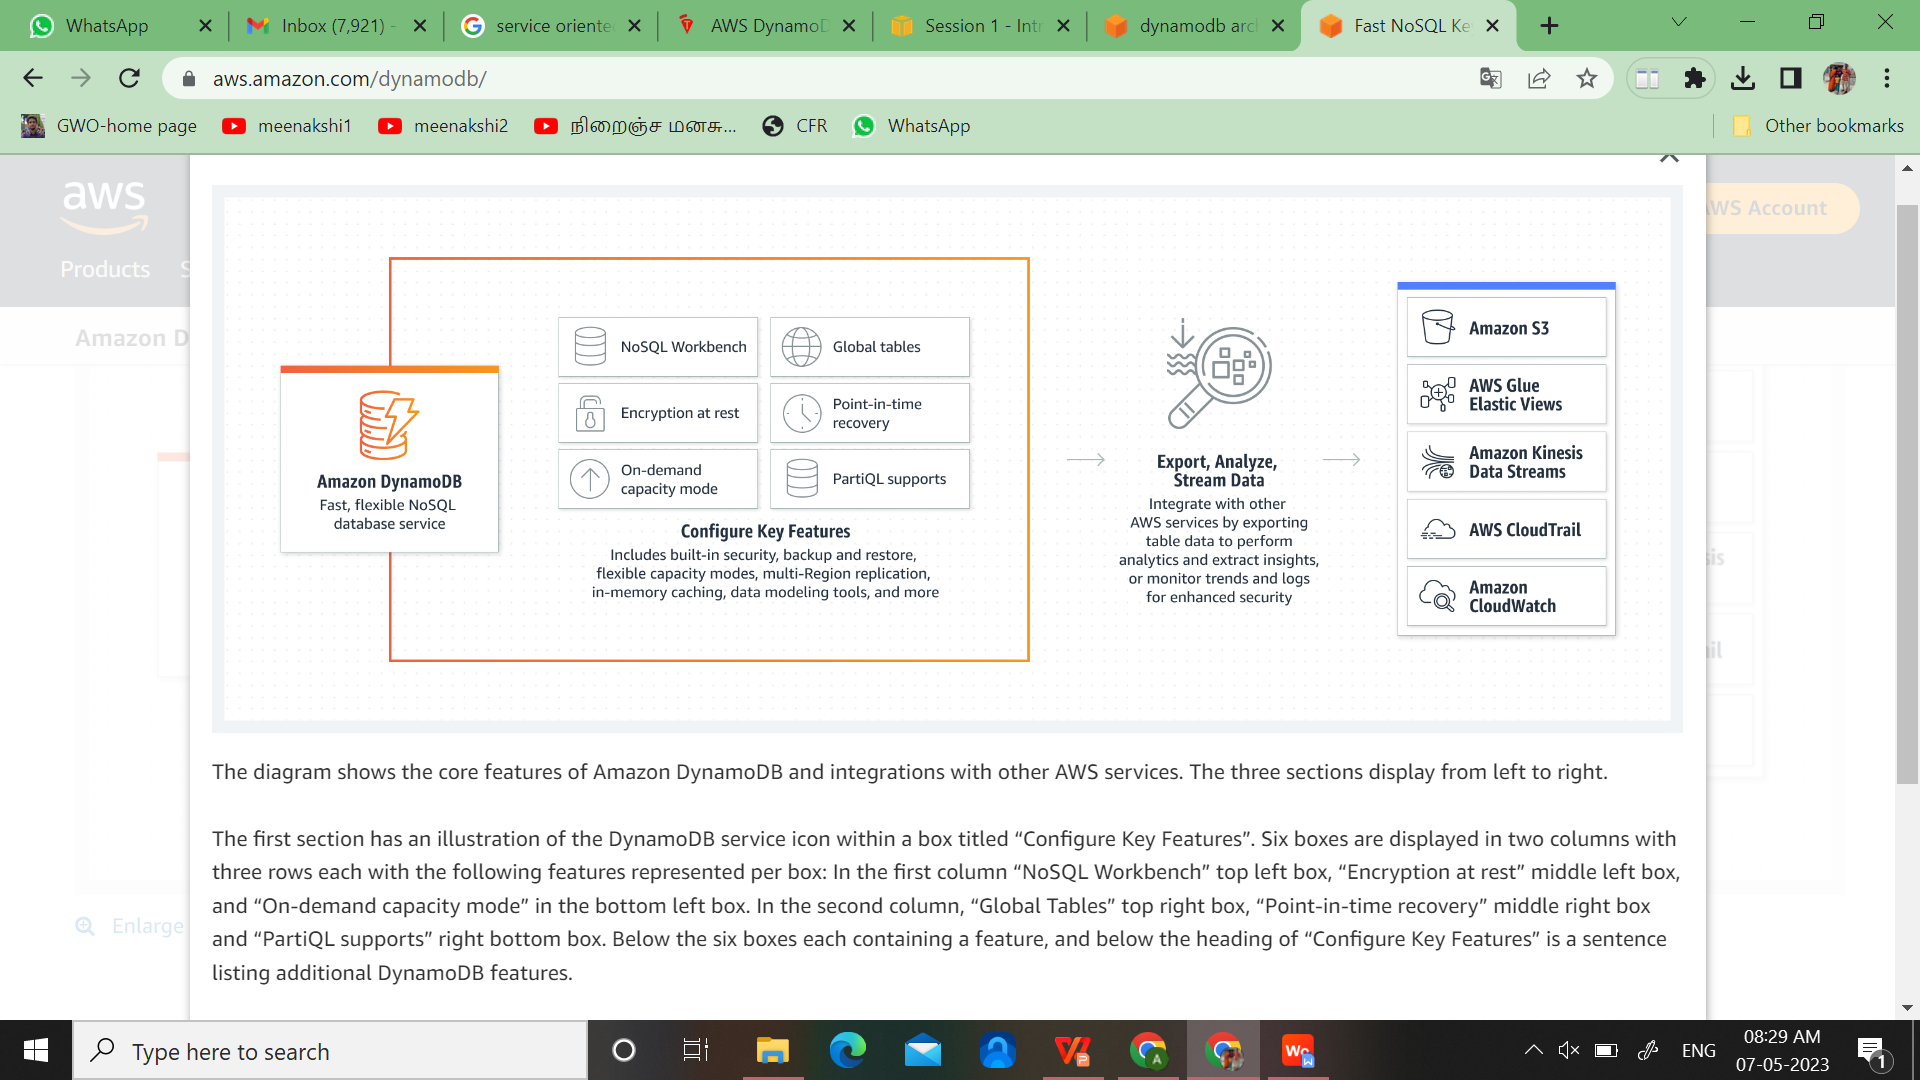 WhatsApp
Inbox (7,921) -
service oriente
AWS DynamoD
Session 1 - Intr
dynamodb arc
Fast NoSQL Ke
aws.amazon.com/dynamodb/
GWO-home page
meenakshi1
meenakshi2
நிறைஞ்ச மனசு...
CFR
WhatsApp
Other bookmarks
aws
AWS Account
Products
S
Amazon D
Enlarge
Amazon DynamoDB
Fast, flexible NoSQL
database service
NoSQL Workbench
Global tables
Encryption at rest
Point-in-time
recovery
On-demand
capacity mode
PartiQL supports
Configure Key Features
Includes built-in security, backup and restore,
flexible capacity modes, multi-Region replication,
in-memory caching, data modeling tools, and more
Export, Analyze,
Stream Data
Integrate with other
AWS services by exporting
table data to perform
analytics and extract insights,
or monitor trends and logs
for enhanced security
Amazon S3
AWS Glue
Elastic Views
Amazon Kinesis
Data Streams
AWS CloudTrail
Amazon
CloudWatch
The diagram shows the core features of Amazon DynamoDB and integrations with other AWS services. The three sections display from left to right.
The first section has an illustration of the DynamoDB service icon within a box titled “Configure Key Features”. Six boxes are displayed in two columns with
three rows each with the following features represented per box: In the first column “NoSQL Workbench” top left box, “Encryption at rest” middle left box,
and “On-demand capacity mode” in the bottom left box. In the second column, “Global Tables” top right box, “Point-in-time recovery” middle right box
and “PartiQL supports” right bottom box. Below the six boxes each containing a feature, and below the heading of “Configure Key Features” is a sentence
listing additional DynamoDB features.
Type here to search
ENG
08:29 AM
07-05-2023
1